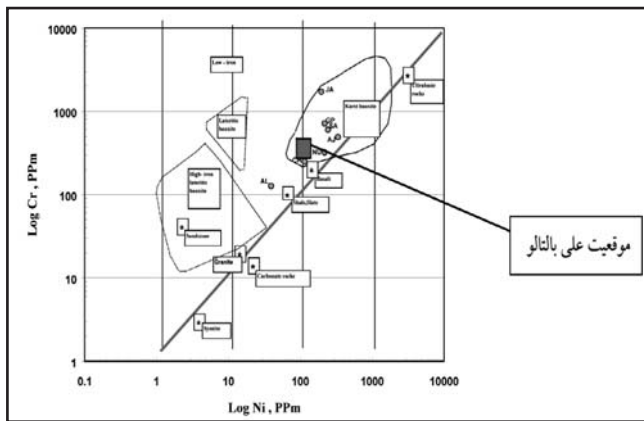 10000
Low - iron
JA
Ultrabasic
rocks
1000
Lateritic
bauxite
Karst bauxite
AJ
High - iron
lateritic
bauxite
Basalt
100
AL
Shale,Slate
Sandstone
Granite
10
Carbonate rocks
Syenite
1
0.1
1
10
100
1000
10000
Log Cr , PPm
Log Ni , PPm
موقعیت علی بالتالو